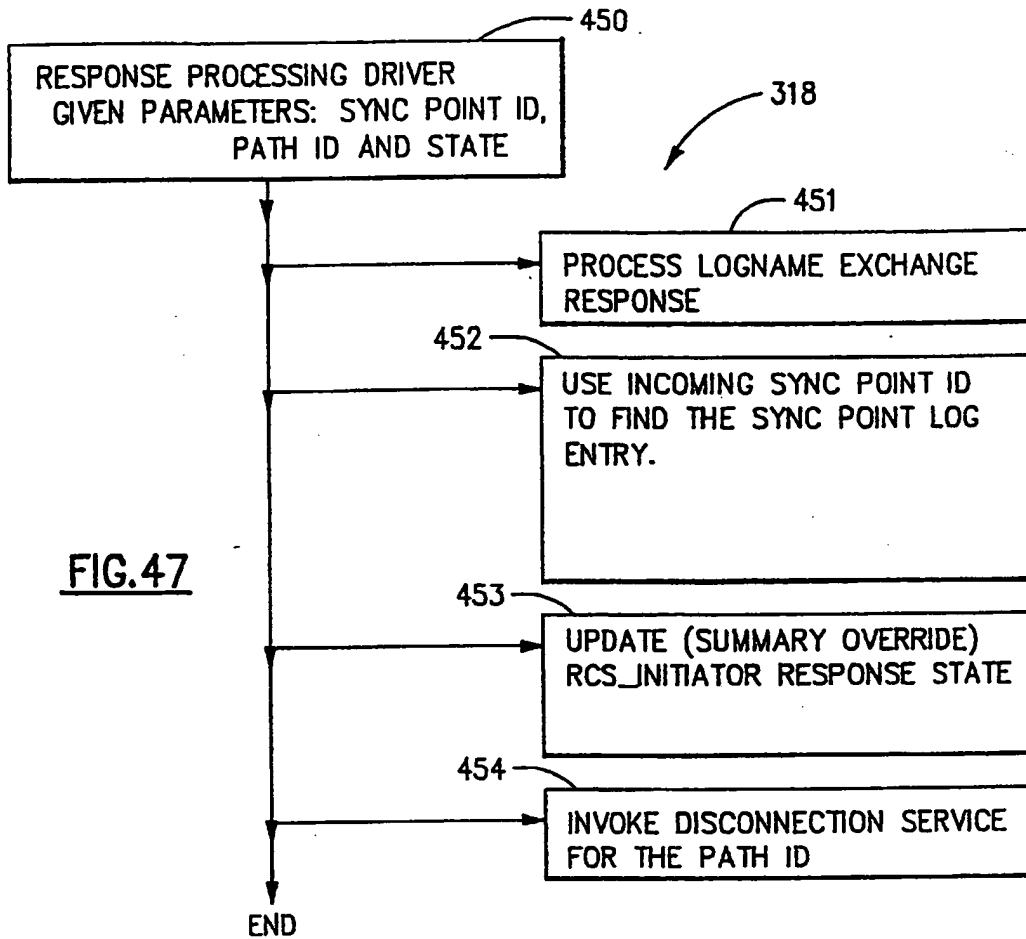 450
RESPONSE PROCESSING DRIVER
GIVEN PARAMETERS: SYNC POINT ID,
PATH ID AND STATE
318
451
PROCESS LOGNAME EXCHANGE
RESPONSE
452
USE INCOMING SYNC POINT ID
TO FIND THE SYNC POINT LOG
ENTRY.
FIG.47
453
UPDATE (SUMMARY OVERRIDE)
RCS_INITIATOR RESPONSE STATE
454
INVOKE DISCONNECTION SERVICE
FOR THE PATH ID
END